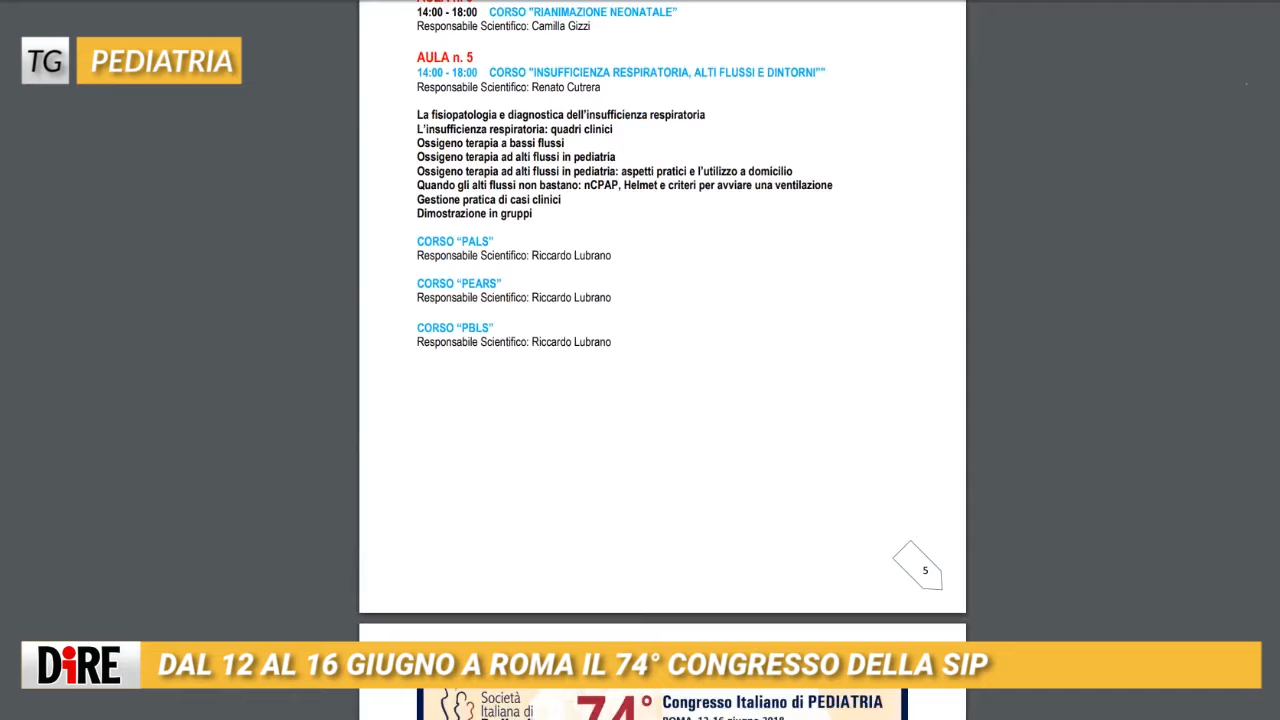 14:00 - 18:00 CORSO "RIANIMAZIONE NEONATALE”
Responsabile Scientifico: Camilla Gizzi
TG PEDIATRIA
AULA n. 5
14:00 - 18:00 CORSO "INSUFFICIENZA RESPIRATORIA, ALTI FLUSSI E DINTORNI”"
Responsabile Scientifico: Renato Cutrera
La fisiopatologia e diagnostica dell’insufficienza respiratoria
L’insufficienza respiratoria: quadri clinici
Ossigeno terapia a bassi flussi
Ossigeno terapia ad alti flussi in pediatria
Ossigeno terapia ad alti flussi in pediatria: aspetti pratici e l’utilizzo a domicilio
Quando gli alti flussi non bastano: nCPAP, Helmet e criteri per avviare una ventilazione
Gestione pratica di casi clinici
Dimostrazione in gruppi
CORSO “PALS”
Responsabile Scientifico: Riccardo Lubrano
CORSO “PEARS”
Responsabile Scientifico: Riccardo Lubrano
CORSO “PBLS”
Responsabile Scientifico: Riccardo Lubrano
5
DiRE DAL 12 AL 16 GIUGNO A ROMA IL 74° CONGRESSO DELLA SIP
Società
Italiana di
74°
Congresso Italiano di PEDIATRIA
ROMA, 12-16 giugno 2018